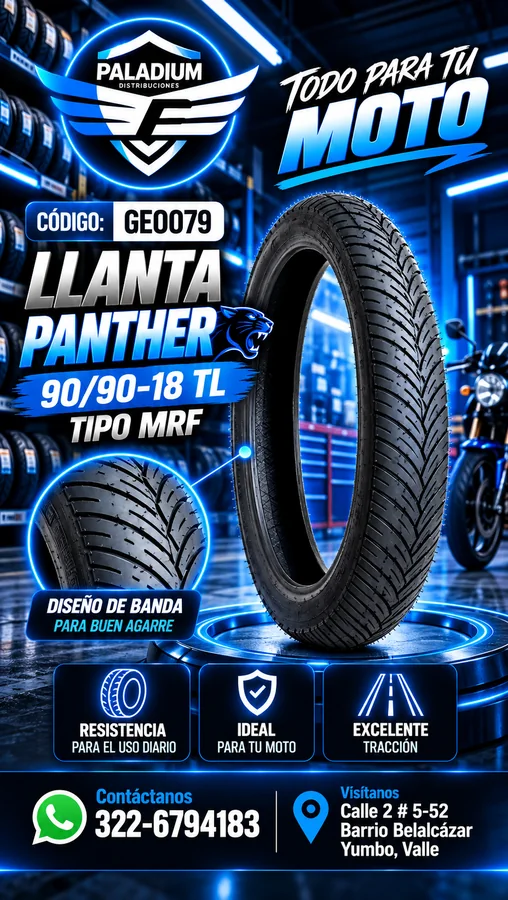 PALADIUM
DISTRIBUCIONES
TODO PARA TU
MOTO
CÓDIGO: GE0079
LLANTA
PANTHER
90/90-18 TL
TIPO MRF
DISEÑO DE BANDA
PARA BUEN AGARRE
RESISTENCIA
PARA EL USO DIARIO
IDEAL
PARA TU MOTO
EXCELENTE
TRACCIÓN
Contáctanos
322-6794183
Visítanos
Calle 2 # 5-52
Barrio Belalcázar
Yumbo, Valle